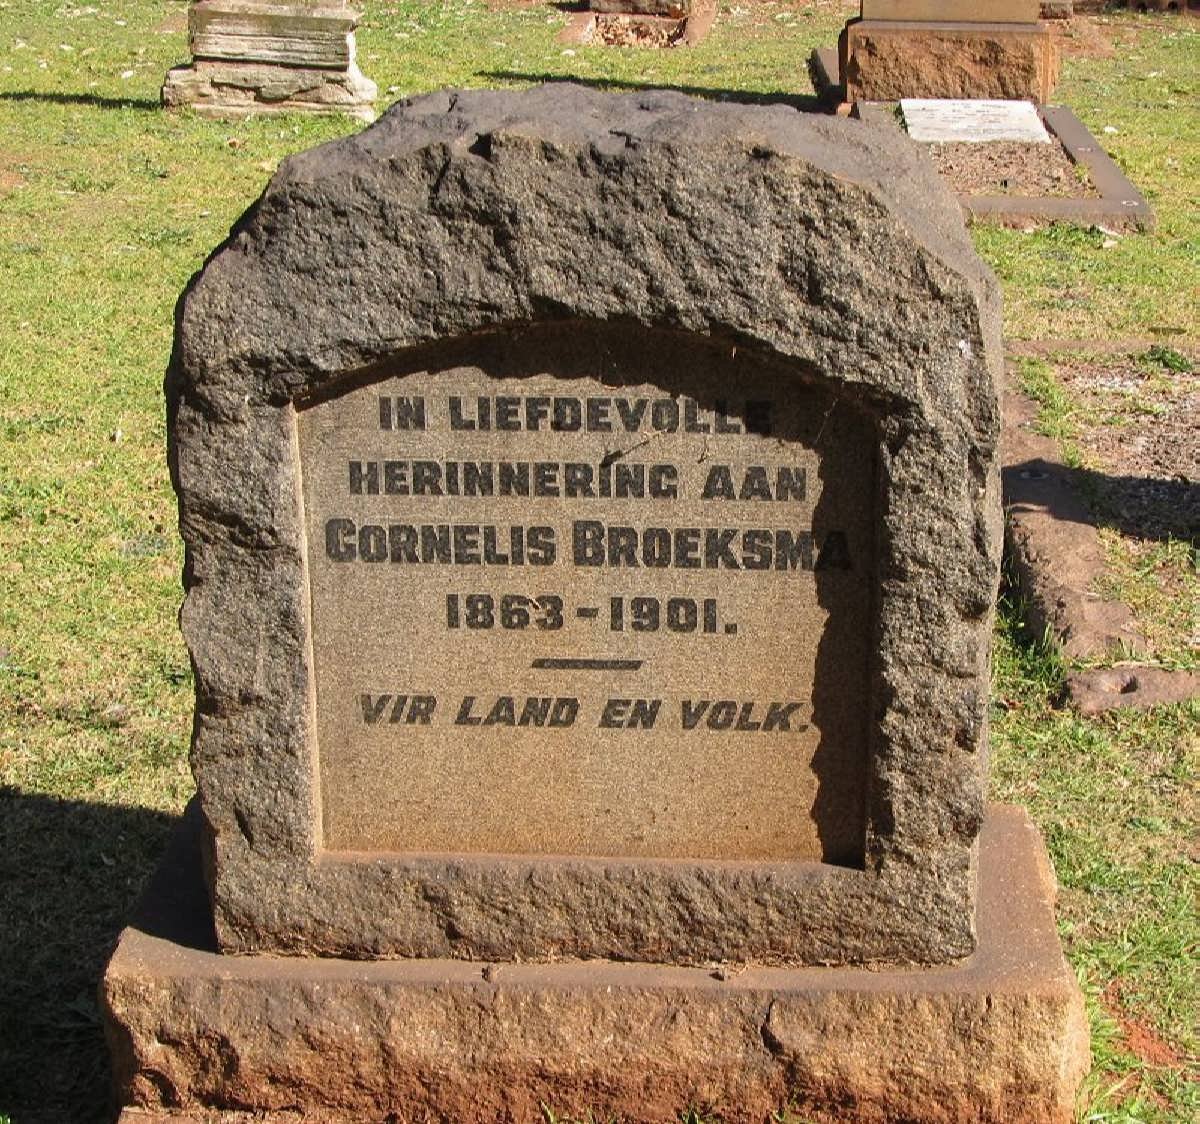 IN LIEFDEVOLLE
HERINNERING AAN
CORNELIS BROEKSMA
1863 - 1901.
VIR LAND EN VOLK.